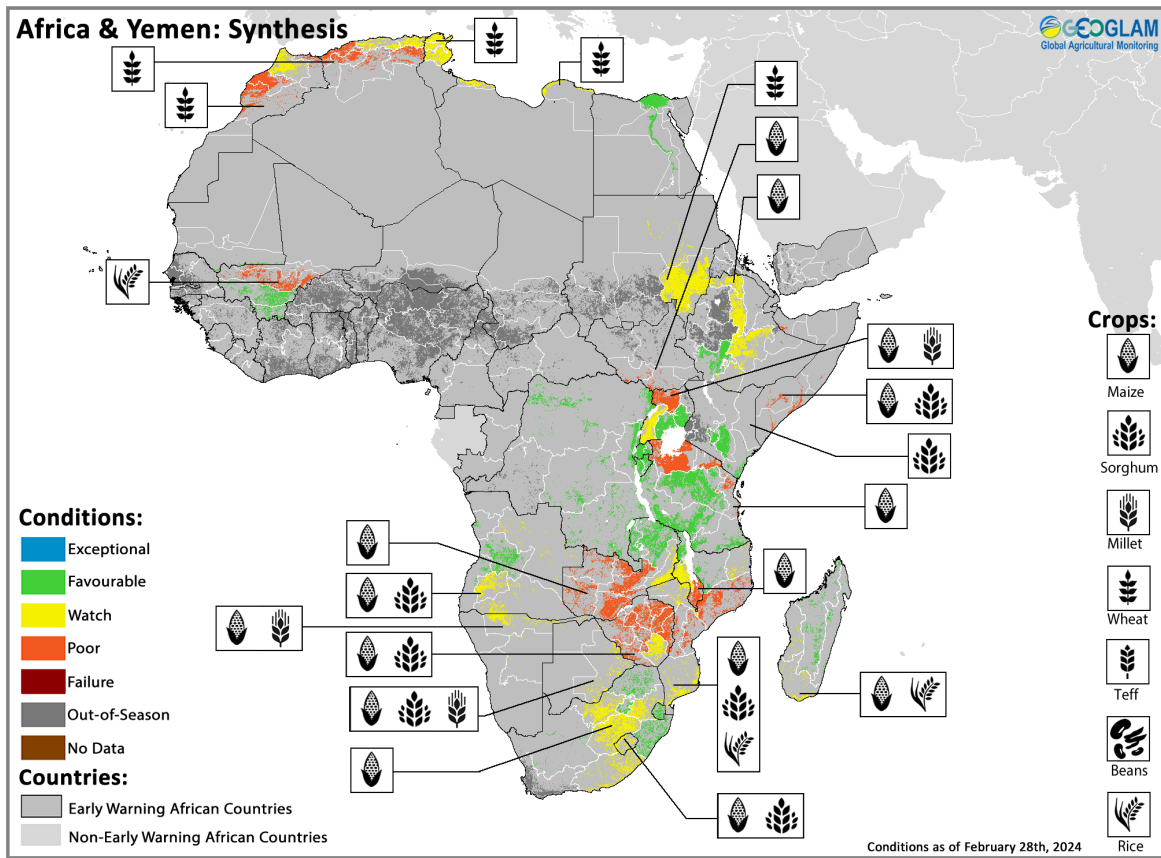 Africa & Yemen: Synthesis
GEOGLAM
Global Agricultural Monitoring
Crops:
Maize
Sorghum
Millet
Wheat
Teff
Beans
Rice
Conditions:
Exceptional
Favourable
Watch
Poor
Failure
Out-of-Season
No Data
Countries:
Early Warning African Countries
Non-Early Warning African Countries
Conditions as of February 28th, 2024